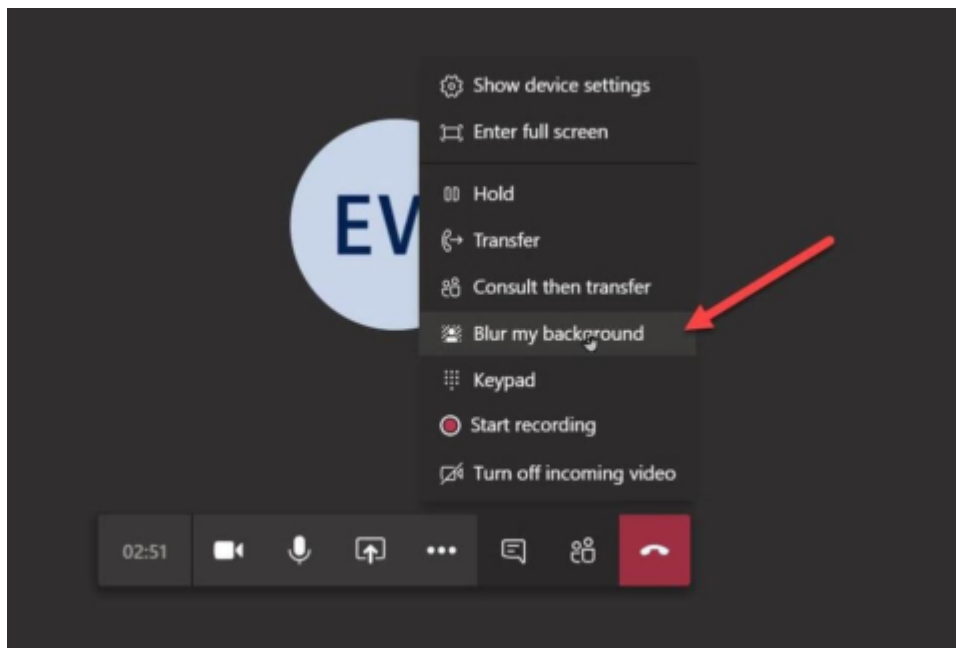 Show device settings
Enter full screen
EV
Hold
Transfer
Consult then transfer
Blur my background
Keypad
Start recording
Turn off incoming video
02:51